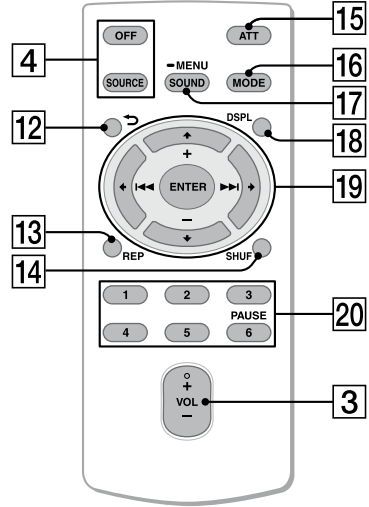 15
OFF
ATT
4
– MENU
16
SOURCE
SOUND
MODE
17
12
DSPL
18
+
ENTER
19
–
13
REP
SHUF
14
1
2
3
PAUSE
20
4
5
6
+
VOL
3
–